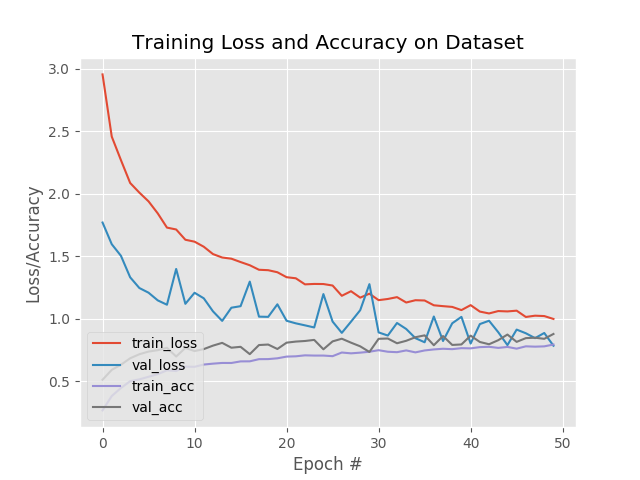 Training Loss and Accuracy on Dataset
Loss/Accuracy
3.0
2.5
2.0
1.5
1.0
0.5
train_loss
val_loss
train_acc
val_acc
0 10 20 30 40 50
Epoch #